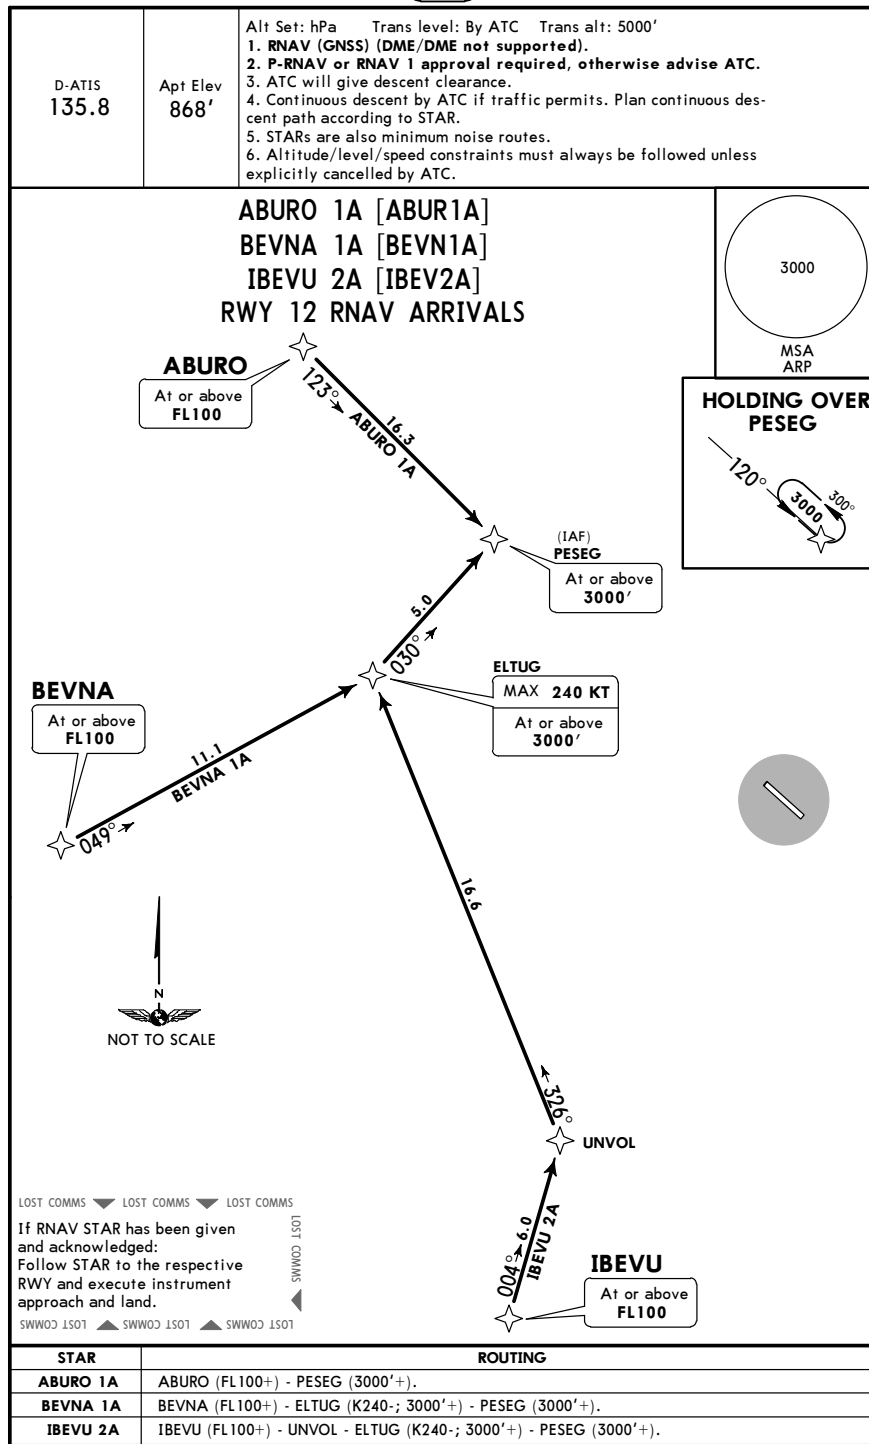 D-ATIS
135.8
Apt Elev
868'
Alt Set: hPa Trans level: By ATC Trans alt: 5000'
1. RNAV (GNSS) (DME/DME not supported).
2. P-RNAV or RNAV 1 approval required, otherwise advise ATC.
3. ATC will give descent clearance.
4. Continuous descent by ATC if traffic permits. Plan continuous des-
cent path according to STAR.
5. STARs are also minimum noise routes.
6. Altitude/level/speed constraints must always be followed unless
explicitly cancelled by ATC.
ABURO 1A [ABUR1A]
BEVNA 1A [BEVN1A]
IBEVU 2A [IBEV2A]
RWY 12 RNAV ARRIVALS
3000
MSA
ARP
HOLDING OVER
PESEG
120°
3000
300°
ABURO
At or above
FL100
123°
16.3
ABURO 1A
(IAF)
PESEG
At or above
3000'
5.0
030°
ELTUG
MAX 240 KT
At or above
3000'
BEVNA
At or above
FL100
11.1
BEVNA 1A
049°
16.6
N
NOT TO SCALE
326°
UNVOL
6.0
004°
IBEVU 2A
IBEVU
At or above
FL100
LOST COMMS LOST COMMS LOST COMMS
LOST COMMS
If RNAV STAR has been given
and acknowledged:
Follow STAR to the respective
RWY and execute instrument
approach and land.
LOST COMMS LOST COMMS LOST COMMS
STAR ROUTING
ABURO 1A ABURO (FL100+) - PESEG (3000'+).
BEVNA 1A BEVNA (FL100+) - ELTUG (K240-; 3000'+) - PESEG (3000'+).
IBEVU 2A IBEVU (FL100+) - UNVOL - ELTUG (K240-; 3000'+) - PESEG (3000'+).